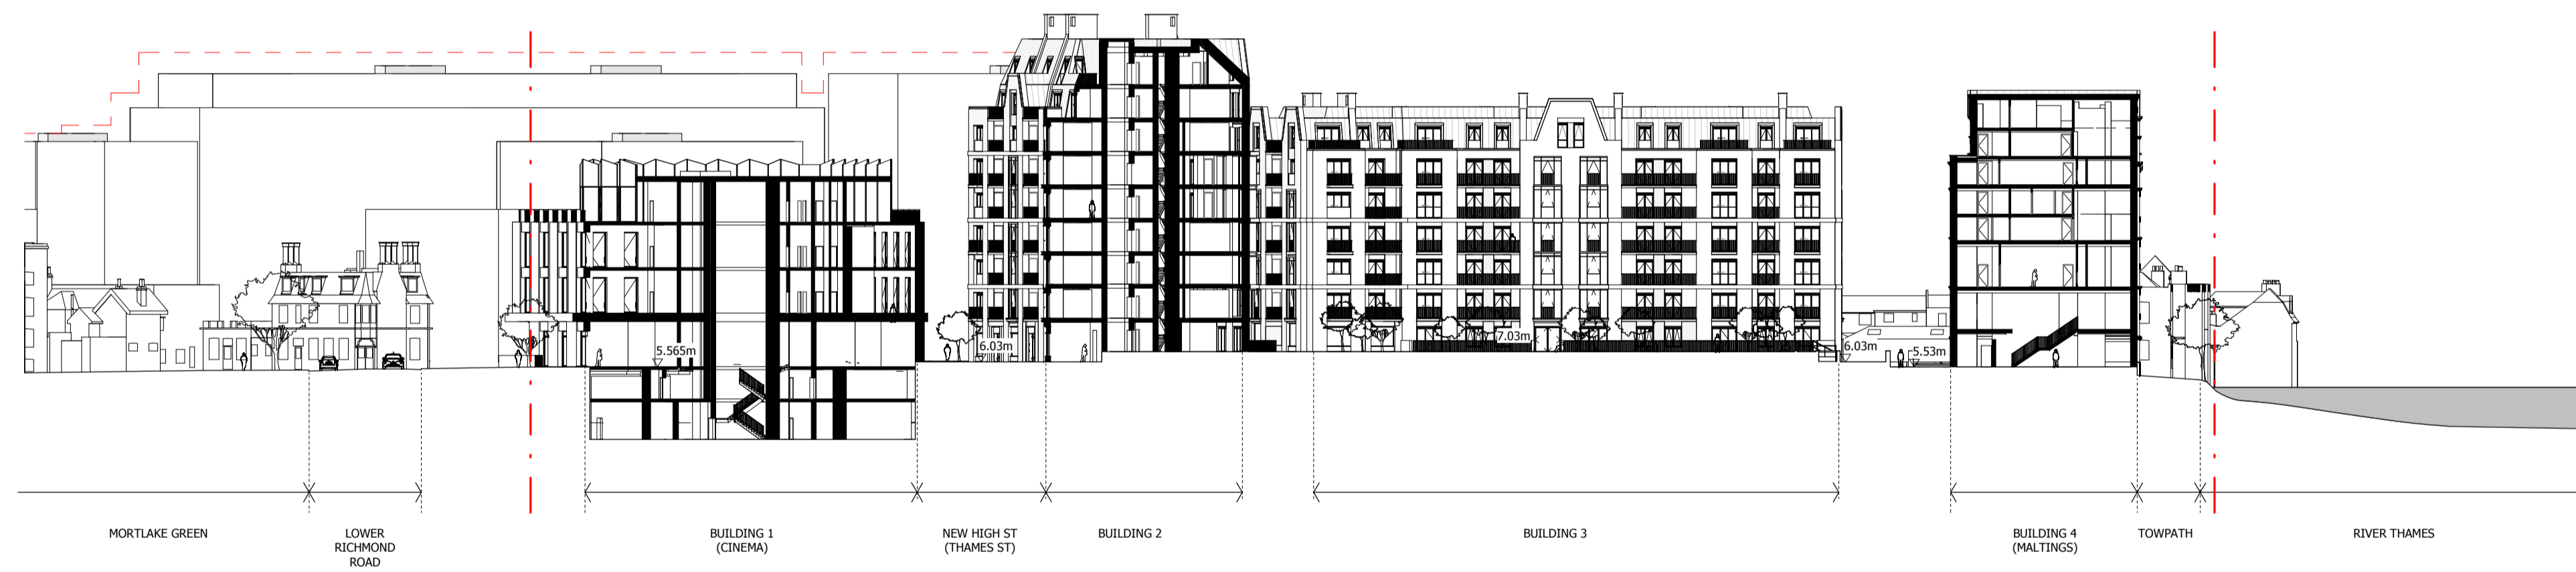 5.565m
6.03m
7.03m
6.03m
5.53m
MORTLAKE GREEN
LOWER
RICHMOND
ROAD
BUILDING 1
(CINEMA)
NEW HIGH ST
(THAMES ST)
BUILDING 2
BUILDING 3
BUILDING 4
(MALTINGS)
TOWPATH
RIVER THAMES